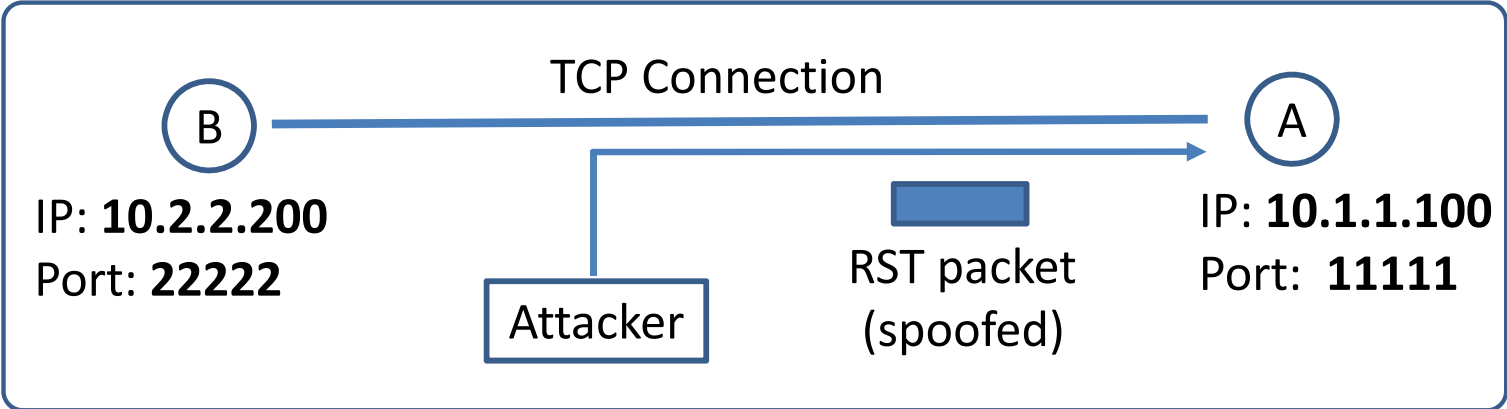 TCP Connection
B
A
IP: 10.2.2.200
Port: 22222
IP: 10.1.1.100
Port: 11111
Attacker
RST packet
(spoofed)